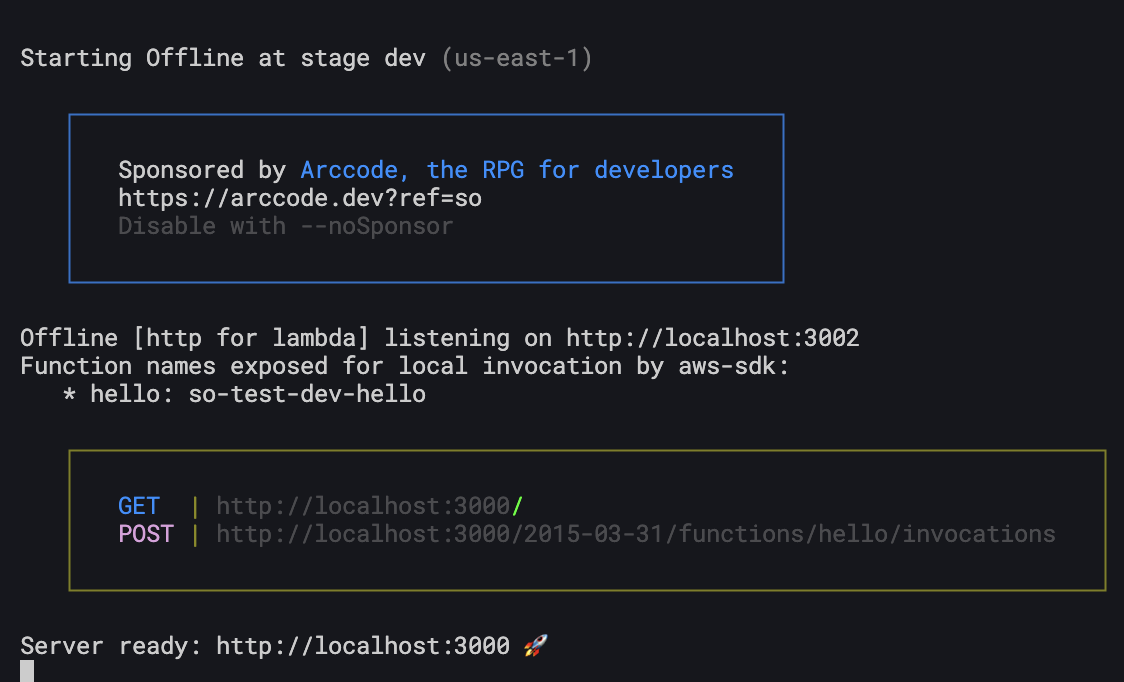 Starting Offline at stage dev (us-east-1)
Sponsored by Arccode, the RPG for developers
https://arccode.dev?ref=so
Disable with --noSponsor
Offline [http for lambda] listening on http://localhost:3002
Function names exposed for local invocation by aws-sdk:
* hello: so-test-dev-hello
GET | http://localhost:3000/
POST | http://localhost:3000/2015-03-31/functions/hello/invocations
Server ready: http://localhost:3000 🚀